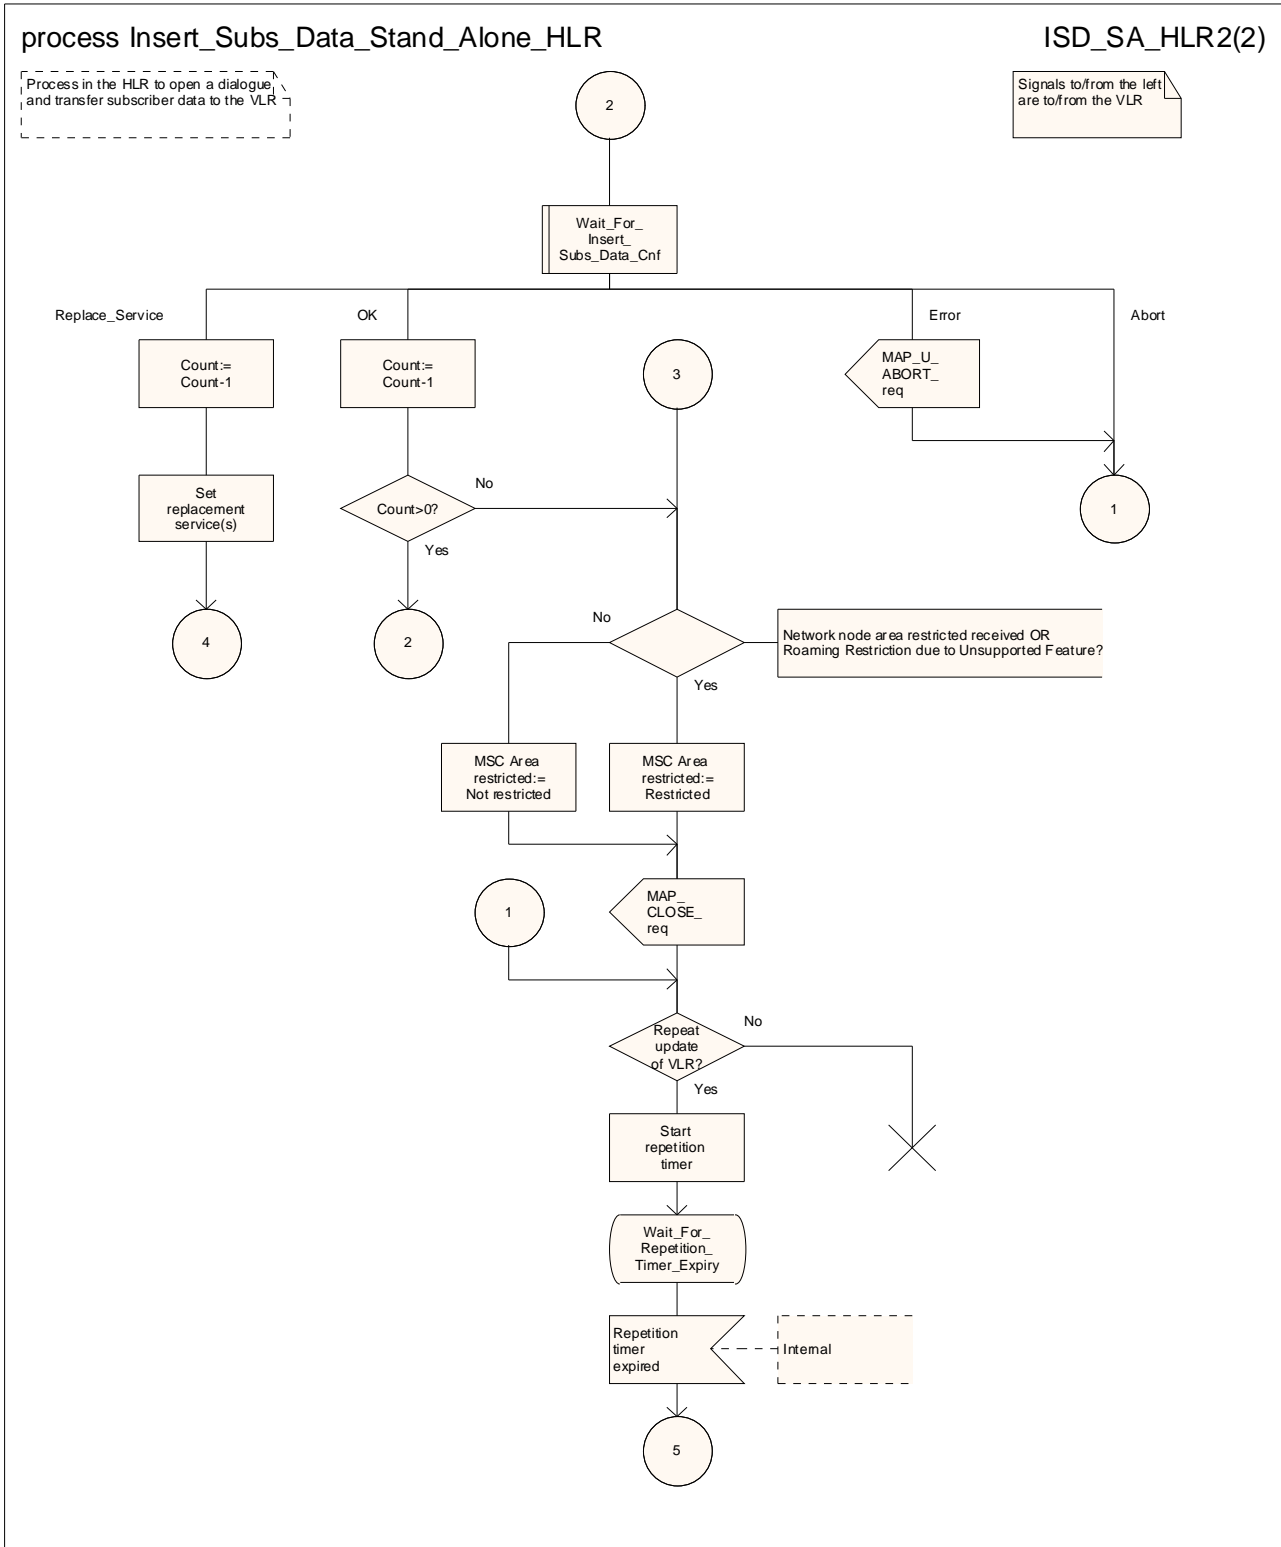 process Insert_Subs_Data_Stand_Alone_HLR
ISD_SA_HLR2(2)
Process in the HLR to open a dialogue
and transfer subscriber data to the VLR
2
Signals to/from the left
are to/from the VLR
Wait_For_
Insert_
Subs_Data_Cnf
Replace_Service
OK
Error
Abort
Count:=
Count-1
Count:=
Count-1
3
MAP_U_
ABORT_
req
Set
replacement
service(s)
Count>0?
No
Yes
1
4
2
No
Yes
Network node area restricted received OR
Roaming Restriction due to Unsupported Feature?
MSC Area
restricted:=
Not restricted
MSC Area
restricted:=
Restricted
1
MAP_
CLOSE_
req
Repeat
update
of VLR?
No
Yes
Start
repetition
timer
Wait_For_
Repetition_
Timer_Expiry
Repetition
timer
expired
Internal
5